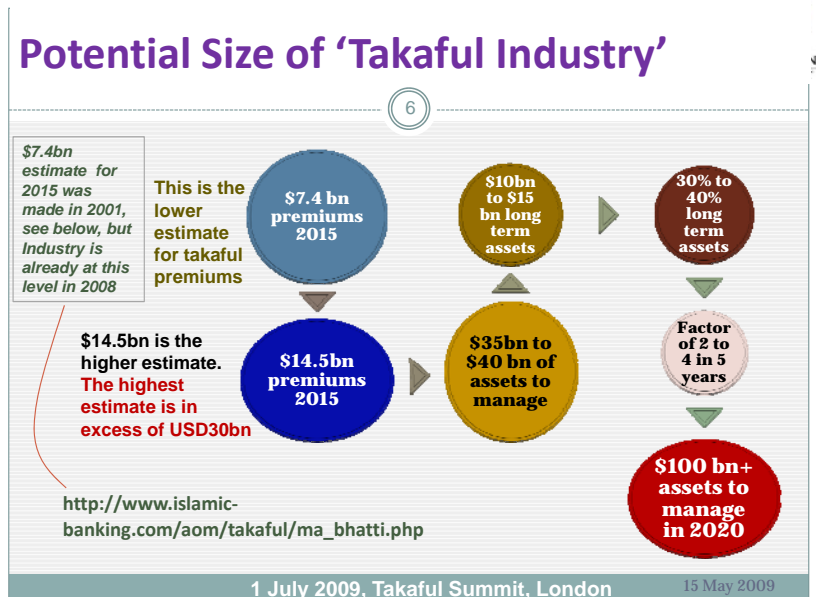 Potential Size of ‘Takaful Industry’
6
$7.4bn
estimate for
2015 was
made in 2001,
see below, but
Industry is
already at this
level in 2008
This is the
lower
estimate
for takaful
premiums
$7.4 bn
premiums
2015
$10bn
to $15
bn long
term
assets
30% to
40%
long
term
assets
$14.5bn is the
higher estimate.
The highest
estimate is in
excess of USD30bn
$14.5bn
premiums
2015
$35bn to
$40 bn of
assets to
manage
Factor
of 2 to
4 in 5
years
$100 bn+
assets to
manage
in 2020
http://www.islamic-
banking.com/aom/takaful/ma_bhatti.php
1 July 2009, Takaful Summit, London
15 May 2009